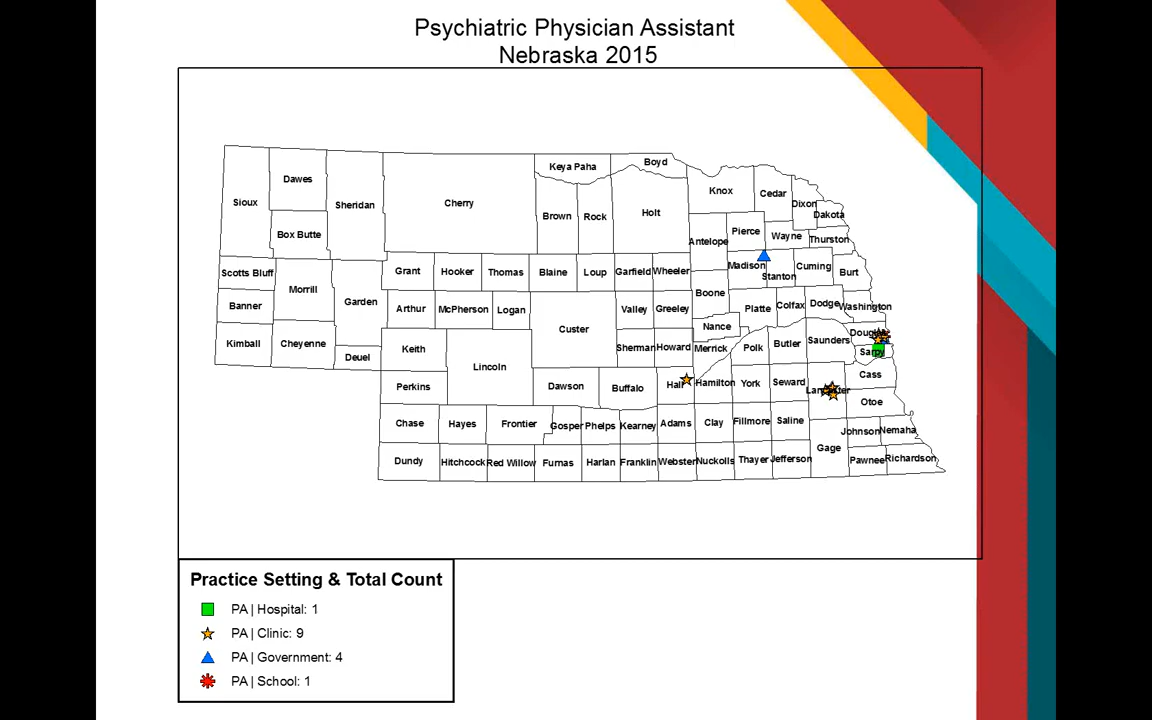 Psychiatric Physician Assistant
Nebraska 2015
Boyd
Keya Paha
Dawes
Knox
Cedar
Sioux
Sheridan
Cherry
Dixon
Brown
Rock
Holt
Dakota
Box Butte
Pierce
Wayne
Antelope
Thurston
Scotts Bluff
Grant
Hooker
Thomas
Blaine
Loup
Garfield
Wheeler
Madison
Stanton
Cuming
Burt
Morrill
Garden
Boone
Banner
Arthur
McPherson
Logan
Valley
Greeley
Platte
Colfax
Dodge
Washington
Custer
Nance
Kimball
Cheyenne
Deuel
Keith
Sherman
Howard
Merrick
Polk
Butler
Saunders
Douglas
Sarpy
Lincoln
Cass
Perkins
Dawson
Buffalo
Hall
Hamilton
York
Seward
Lancaster
Otoe
Chase
Hayes
Frontier
Gosper
Phelps
Kearney
Adams
Clay
Fillmore
Saline
Johnson
Nemaha
Gage
Dundy
Hitchcock
Red Willow
Furnas
Harlan
Franklin
Webster
Nuckolls
Thayer
Jefferson
Pawnee
Richardson
Practice Setting & Total Count
PA | Hospital: 1
PA | Clinic: 9
PA | Government: 4
PA | School: 1